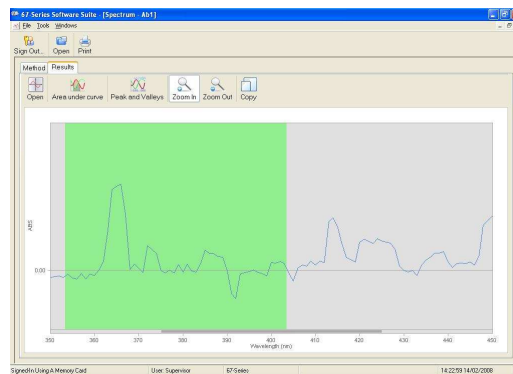 67 Series Software Suite - [Spectrum - Ab1]
File Tools Windows
Sign Out... Open Print
Method Results
Open Area under curve Peak and Valleys Zoom In Zoom Out Copy
ABS
0.00
350 360 370 380 390 400 410 420 430 440 450
Wavelength (nm)
Signed In Using A Memory Card User: Supervisor 67-Series 14:22:59 14/02/2008